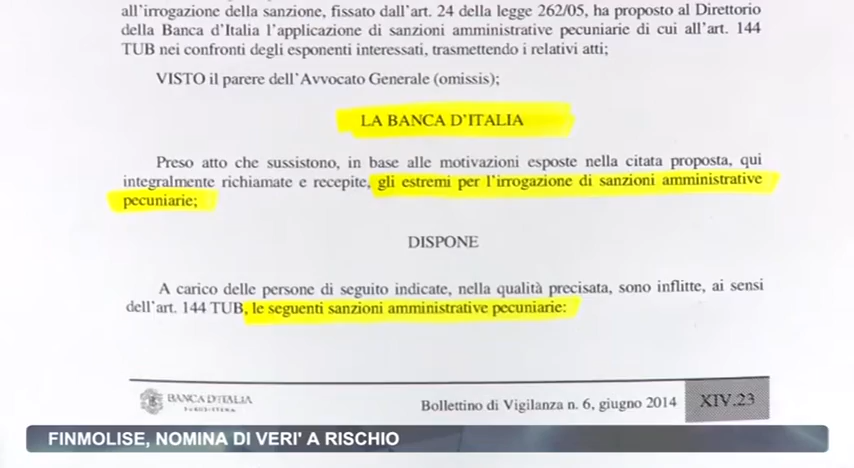 all'irrogazione della sanzione, fissato dall'art. 24 della legge 262/05, ha proposto al Direttorio
della Banca d'Italia l'applicazione di sanzioni amministrative pecuniarie di cui all'art. 144
TUB nei confronti degli esponenti interessati, trasmettendo i relativi atti;
VISTO il parere dell'Avvocato Generale (omissis);
LA BANCA D'ITALIA
Preso atto che sussistono, in base alle motivazioni esposte nella citata proposta, qui
integralmente richiamate e recepite, gli estremi per l'irrogazione di sanzioni amministrative
pecuniarie;
DISPONE
A carico delle persone di seguito indicate, nella qualità precisata, sono inflitte, ai sensi
dell'art. 144 TUB, le seguenti sanzioni amministrative pecuniarie:
BANCA D'ITALIA
Bollettino di Vigilanza n. 6, giugno 2014
XIV.23
FINMOLISE, NOMINA DI VERI' A RISCHIO